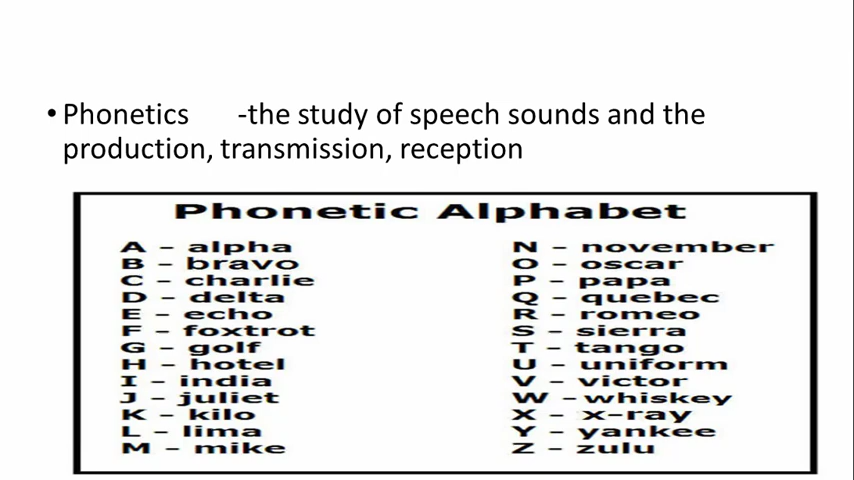 • Phonetics -the study of speech sounds and the
production, transmission, reception
Phonetic Alphabet
A – alpha
B – bravo
C – charlie
D – delta
E – echo
F – foxtrot
G – golf
H – hotel
I – india
J – juliet
K – kilo
L – lima
M – mike
N – november
O – oscar
P – papa
Q – quebec
R – romeo
S – sierra
T – tango
U – uniform
V – victor
W – whiskey
X – x-ray
Y – yankee
Z – zulu